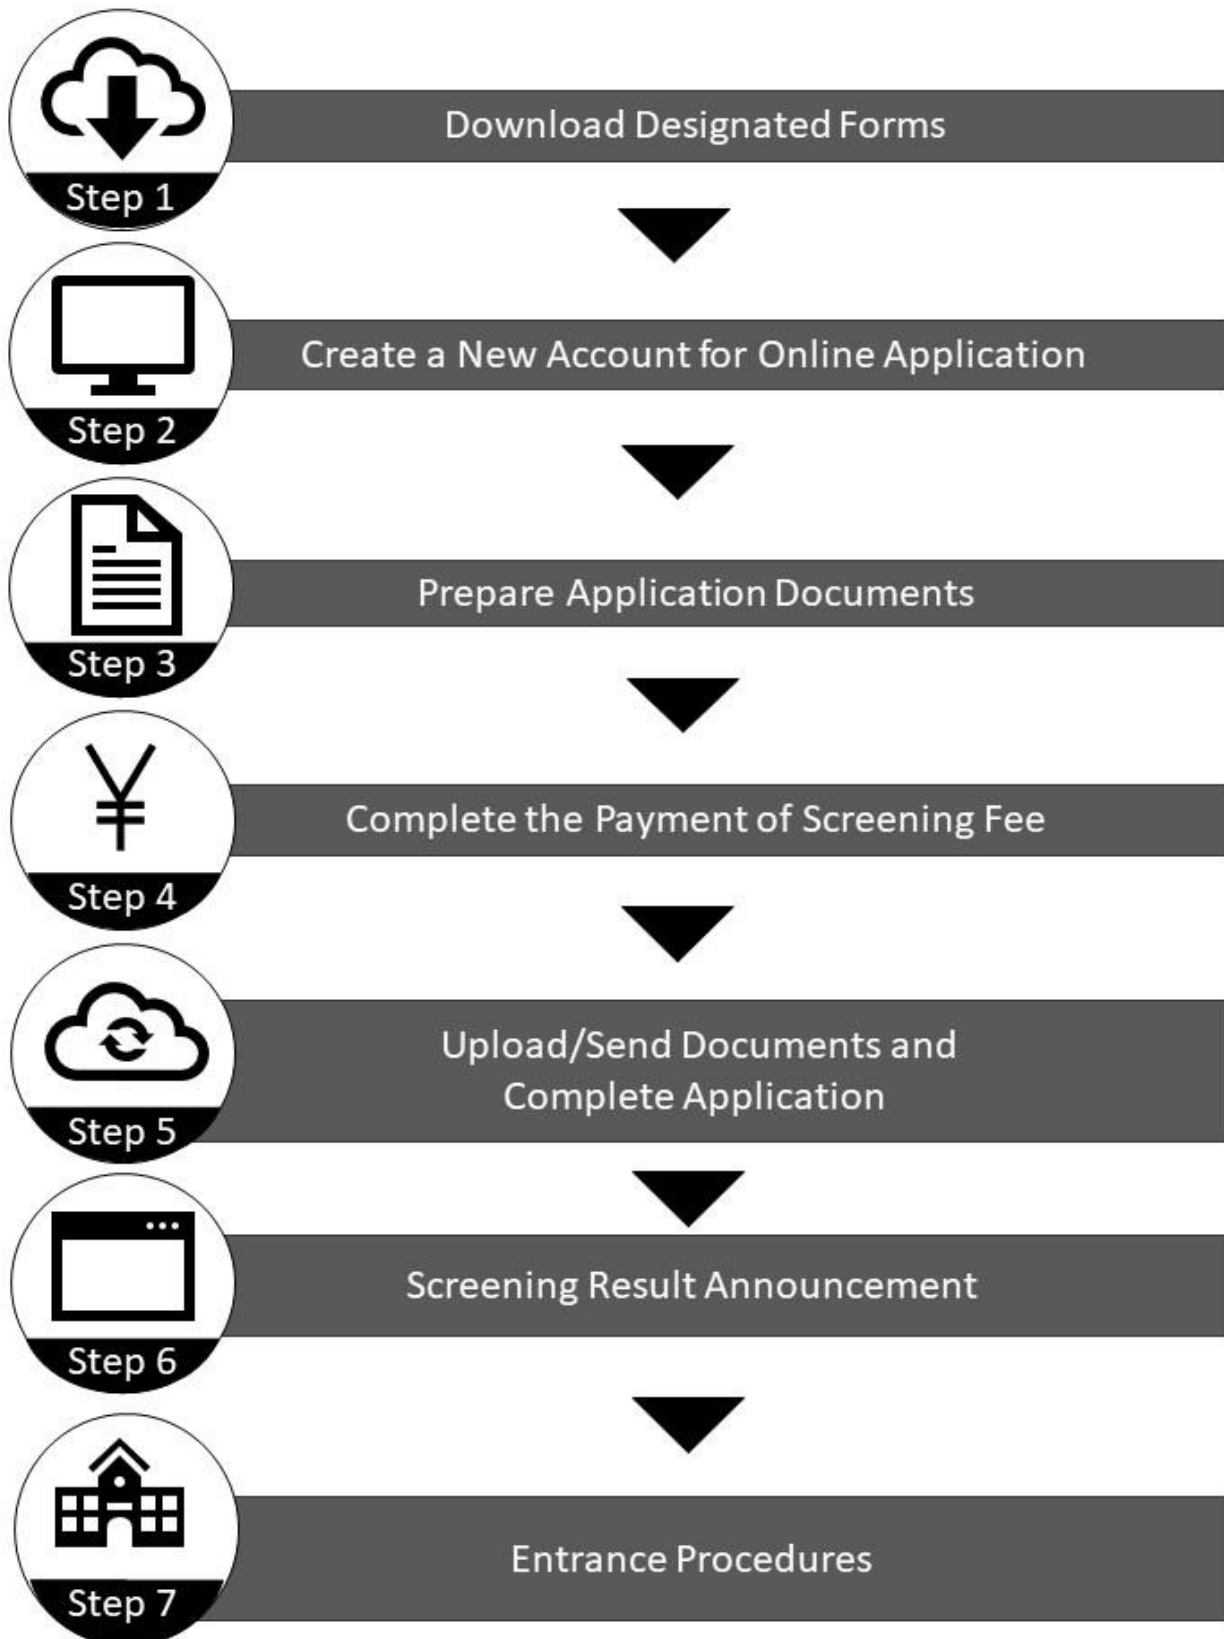 Step 1
Download Designated Forms
Step 2
Create a New Account for Online Application
Step 3
Prepare Application Documents
¥
Step 4
Complete the Payment of Screening Fee
Step 5
Upload/Send Documents and
Complete Application
Step 6
Screening Result Announcement
Step 7
Entrance Procedures